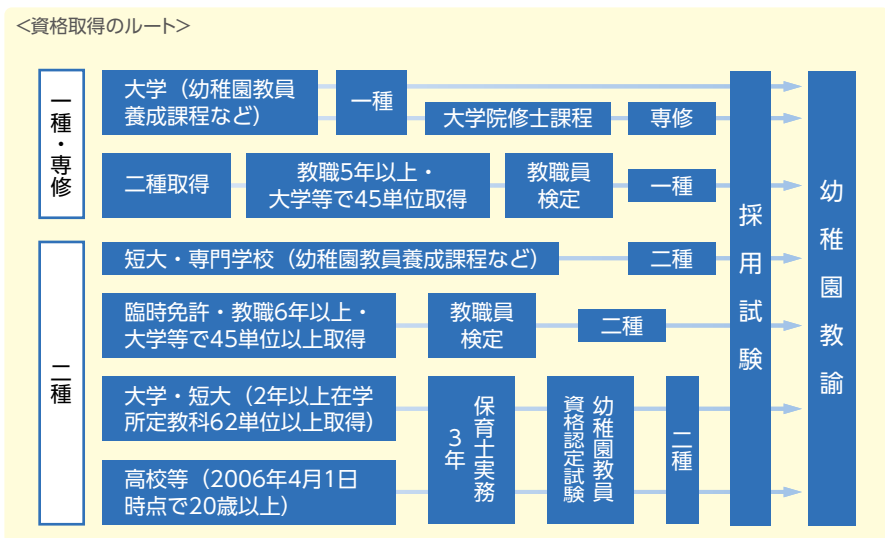 <資格取得のルート>
一種・専修
大学（幼稚園教員
養成課程など）
一種
大学院修士課程
専修
二種取得
教職5年以上・
大学等で45単位取得
教職員
検定
一種
二種
短大・専門学校（幼稚園教員養成課程など）
二種
臨時免許・教職6年以上・
大学等で45単位以上取得
教職員
検定
二種
大学・短大（2年以上在学
所定教科62単位以上取得）
高校等（2006年4月1日
時点で20歳以上）
保育士実務
3年
幼稚園教員
資格認定試験
二種
採用試験
幼稚園教諭